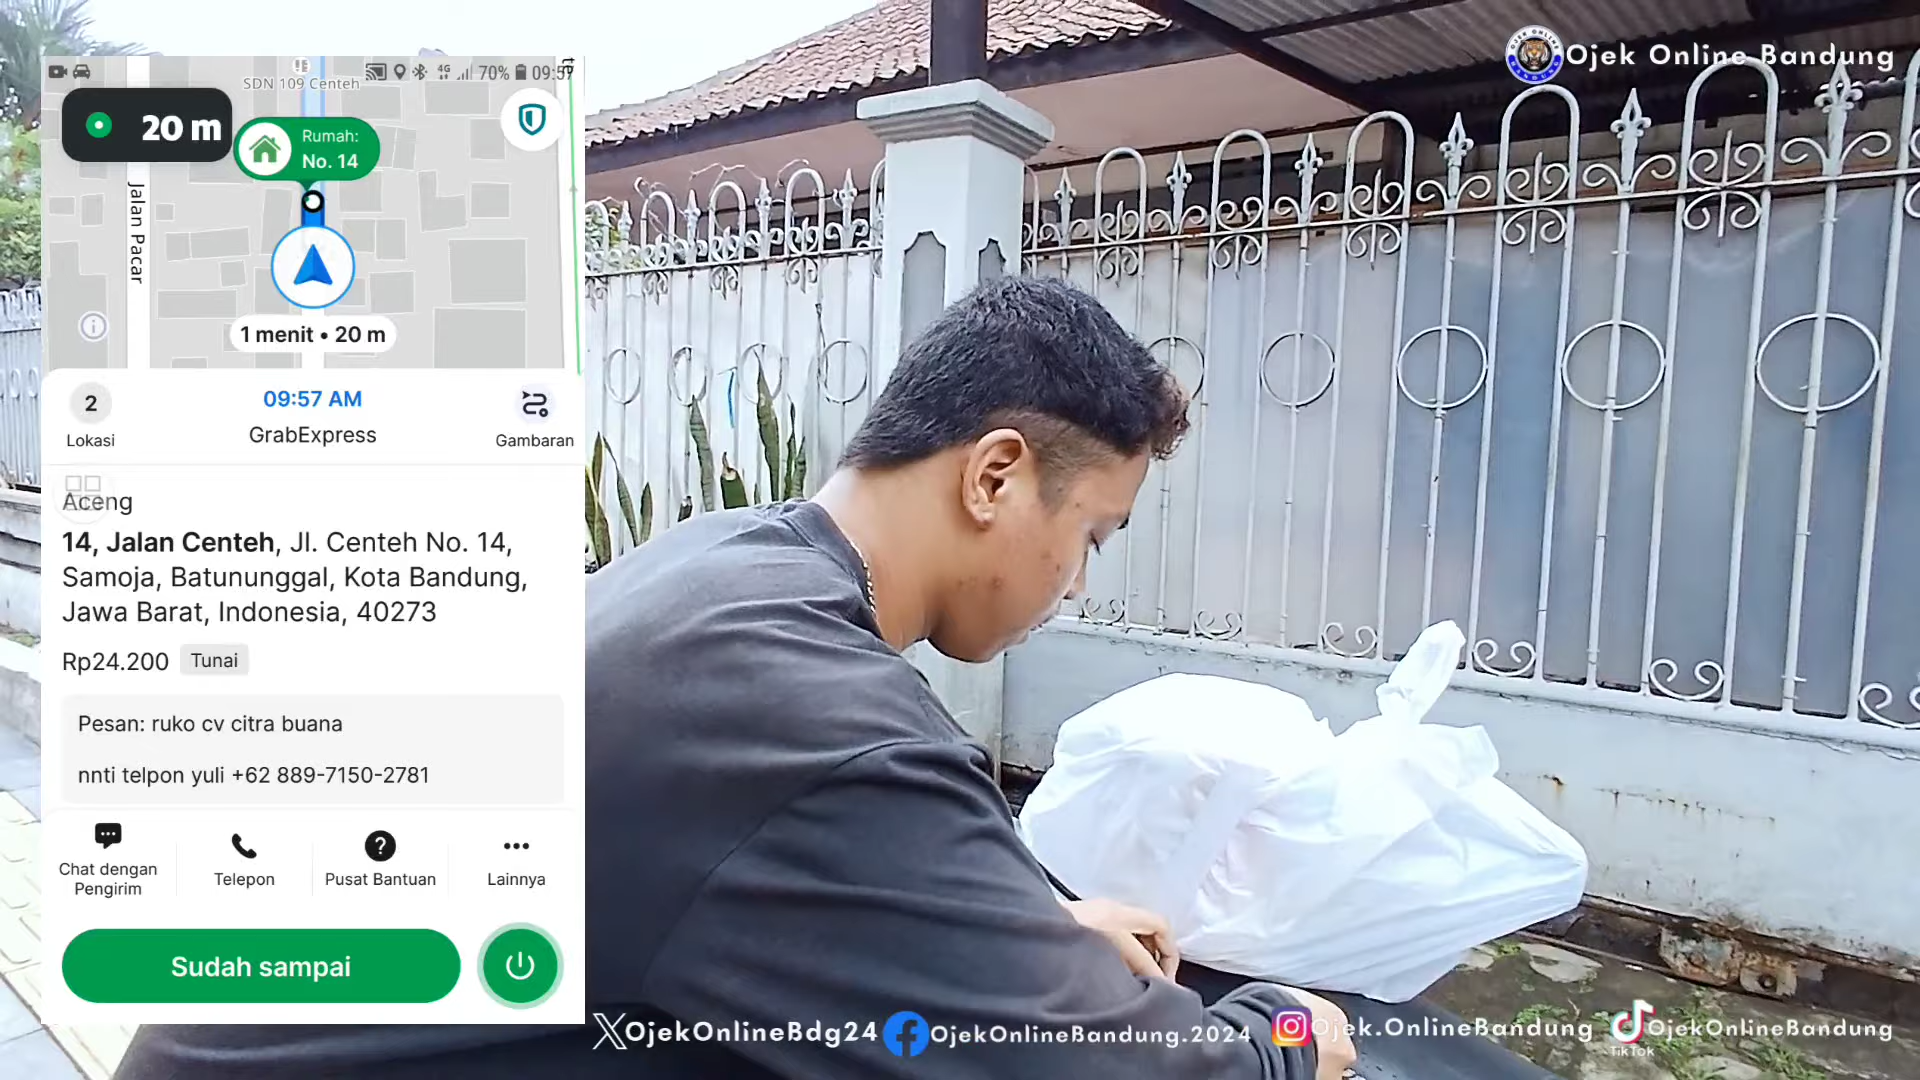 Ojek Online Bandung
SDN 109 Centeh
4G
70%
09:5
20 m
Rumah:
No. 14
Jalan Pacar
1 menit • 20 m
2
Lokasi
09:57 AM
GrabExpress
Gambaran
Aceng
14, Jalan Centeh, Jl. Centeh No. 14,
Samoja, Batununggal, Kota Bandung,
Jawa Barat, Indonesia, 40273
Rp24.200
Tunai
Pesan: ruko cv citra buana
nnti telpon yuli +62 889-7150-2781
Chat dengan
Pengirim
Telepon
Pusat Bantuan
Lainnya
Sudah sampai
OjekOnlineBdg24
OjekOnlineBandung.2024
Ojek.OnlineBandung
OjekOnlineBandung
TikTok